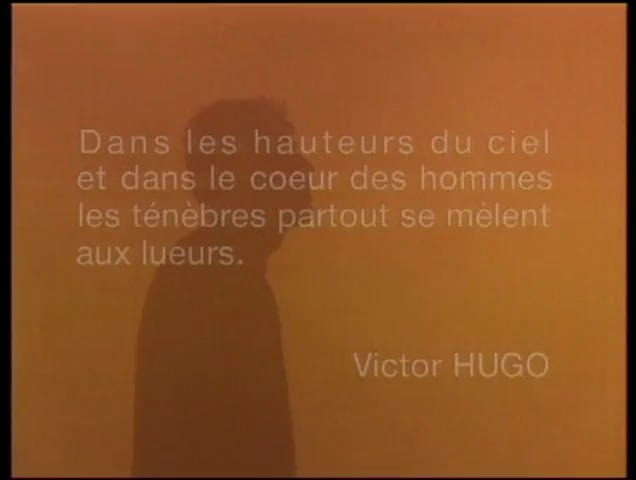 Dans les hauteurs du ciel
et dans le coeur des hommes
les ténèbres partout se mèlent
aux lueurs.
Victor HUGO